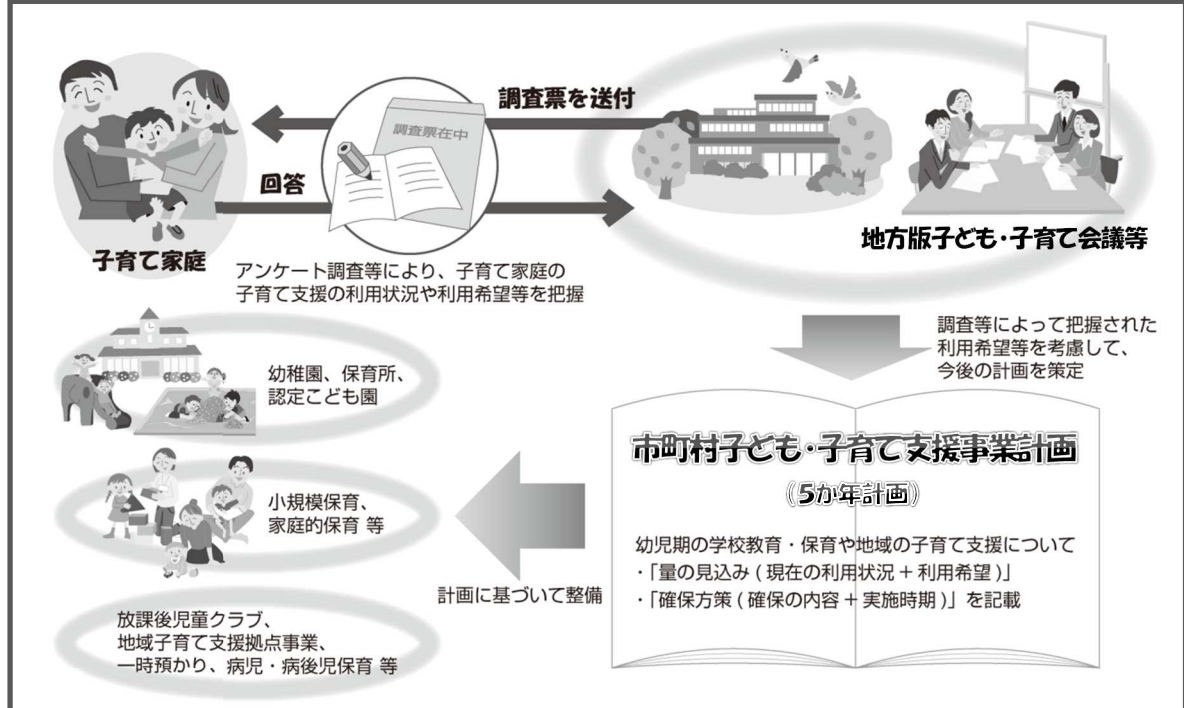 調査票を送付
調査票在中
回答
子育て家庭
地方版子ども・子育て会議等
アンケート調査等により、子育て家庭の
子育て支援の利用状況や利用希望等を把握
調査等によって把握された
利用希望等を考慮して、
今後の計画を策定
市町村子ども・子育て支援事業計画
(5か年計画)
幼児期の学校教育・保育や地域の子育て支援について
・「量の見込み(現在の利用状況+利用希望)」
・「確保方策(確保の内容+実施時期)」を記載
計画に基づいて整備
幼稚園、保育所、
認定こども園
小規模保育、
家庭的保育 等
放課後児童クラブ、
地域子育て支援拠点事業、
一時預かり、病児・病後児保育 等